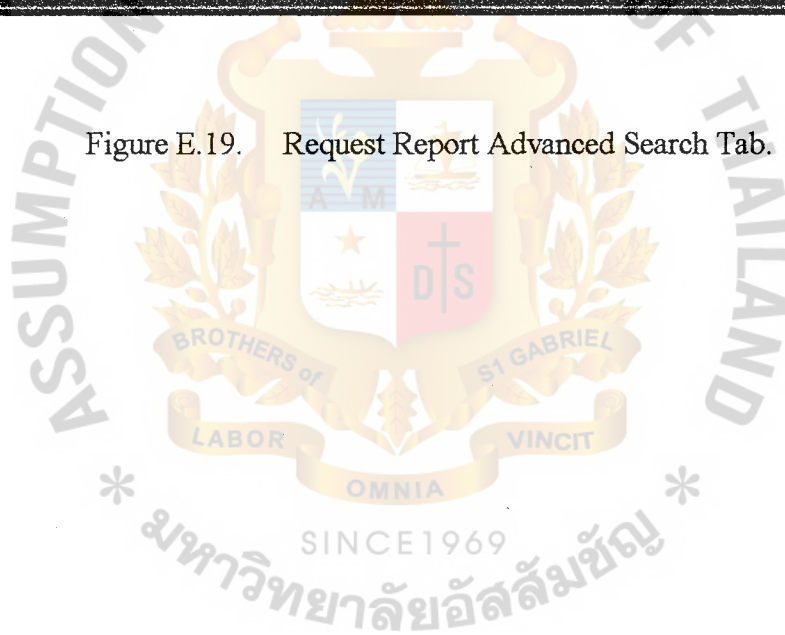 Figure E.19. Request Report Advanced Search Tab.
ASSUMPTION
OF THAILAND
A M
D S
BROTHERS of
S1 GABRIEL
LABOR
VINCIT
OMNIA
* *
SINCE1969
มหาวิทยาลัยอัสสัมชัญ